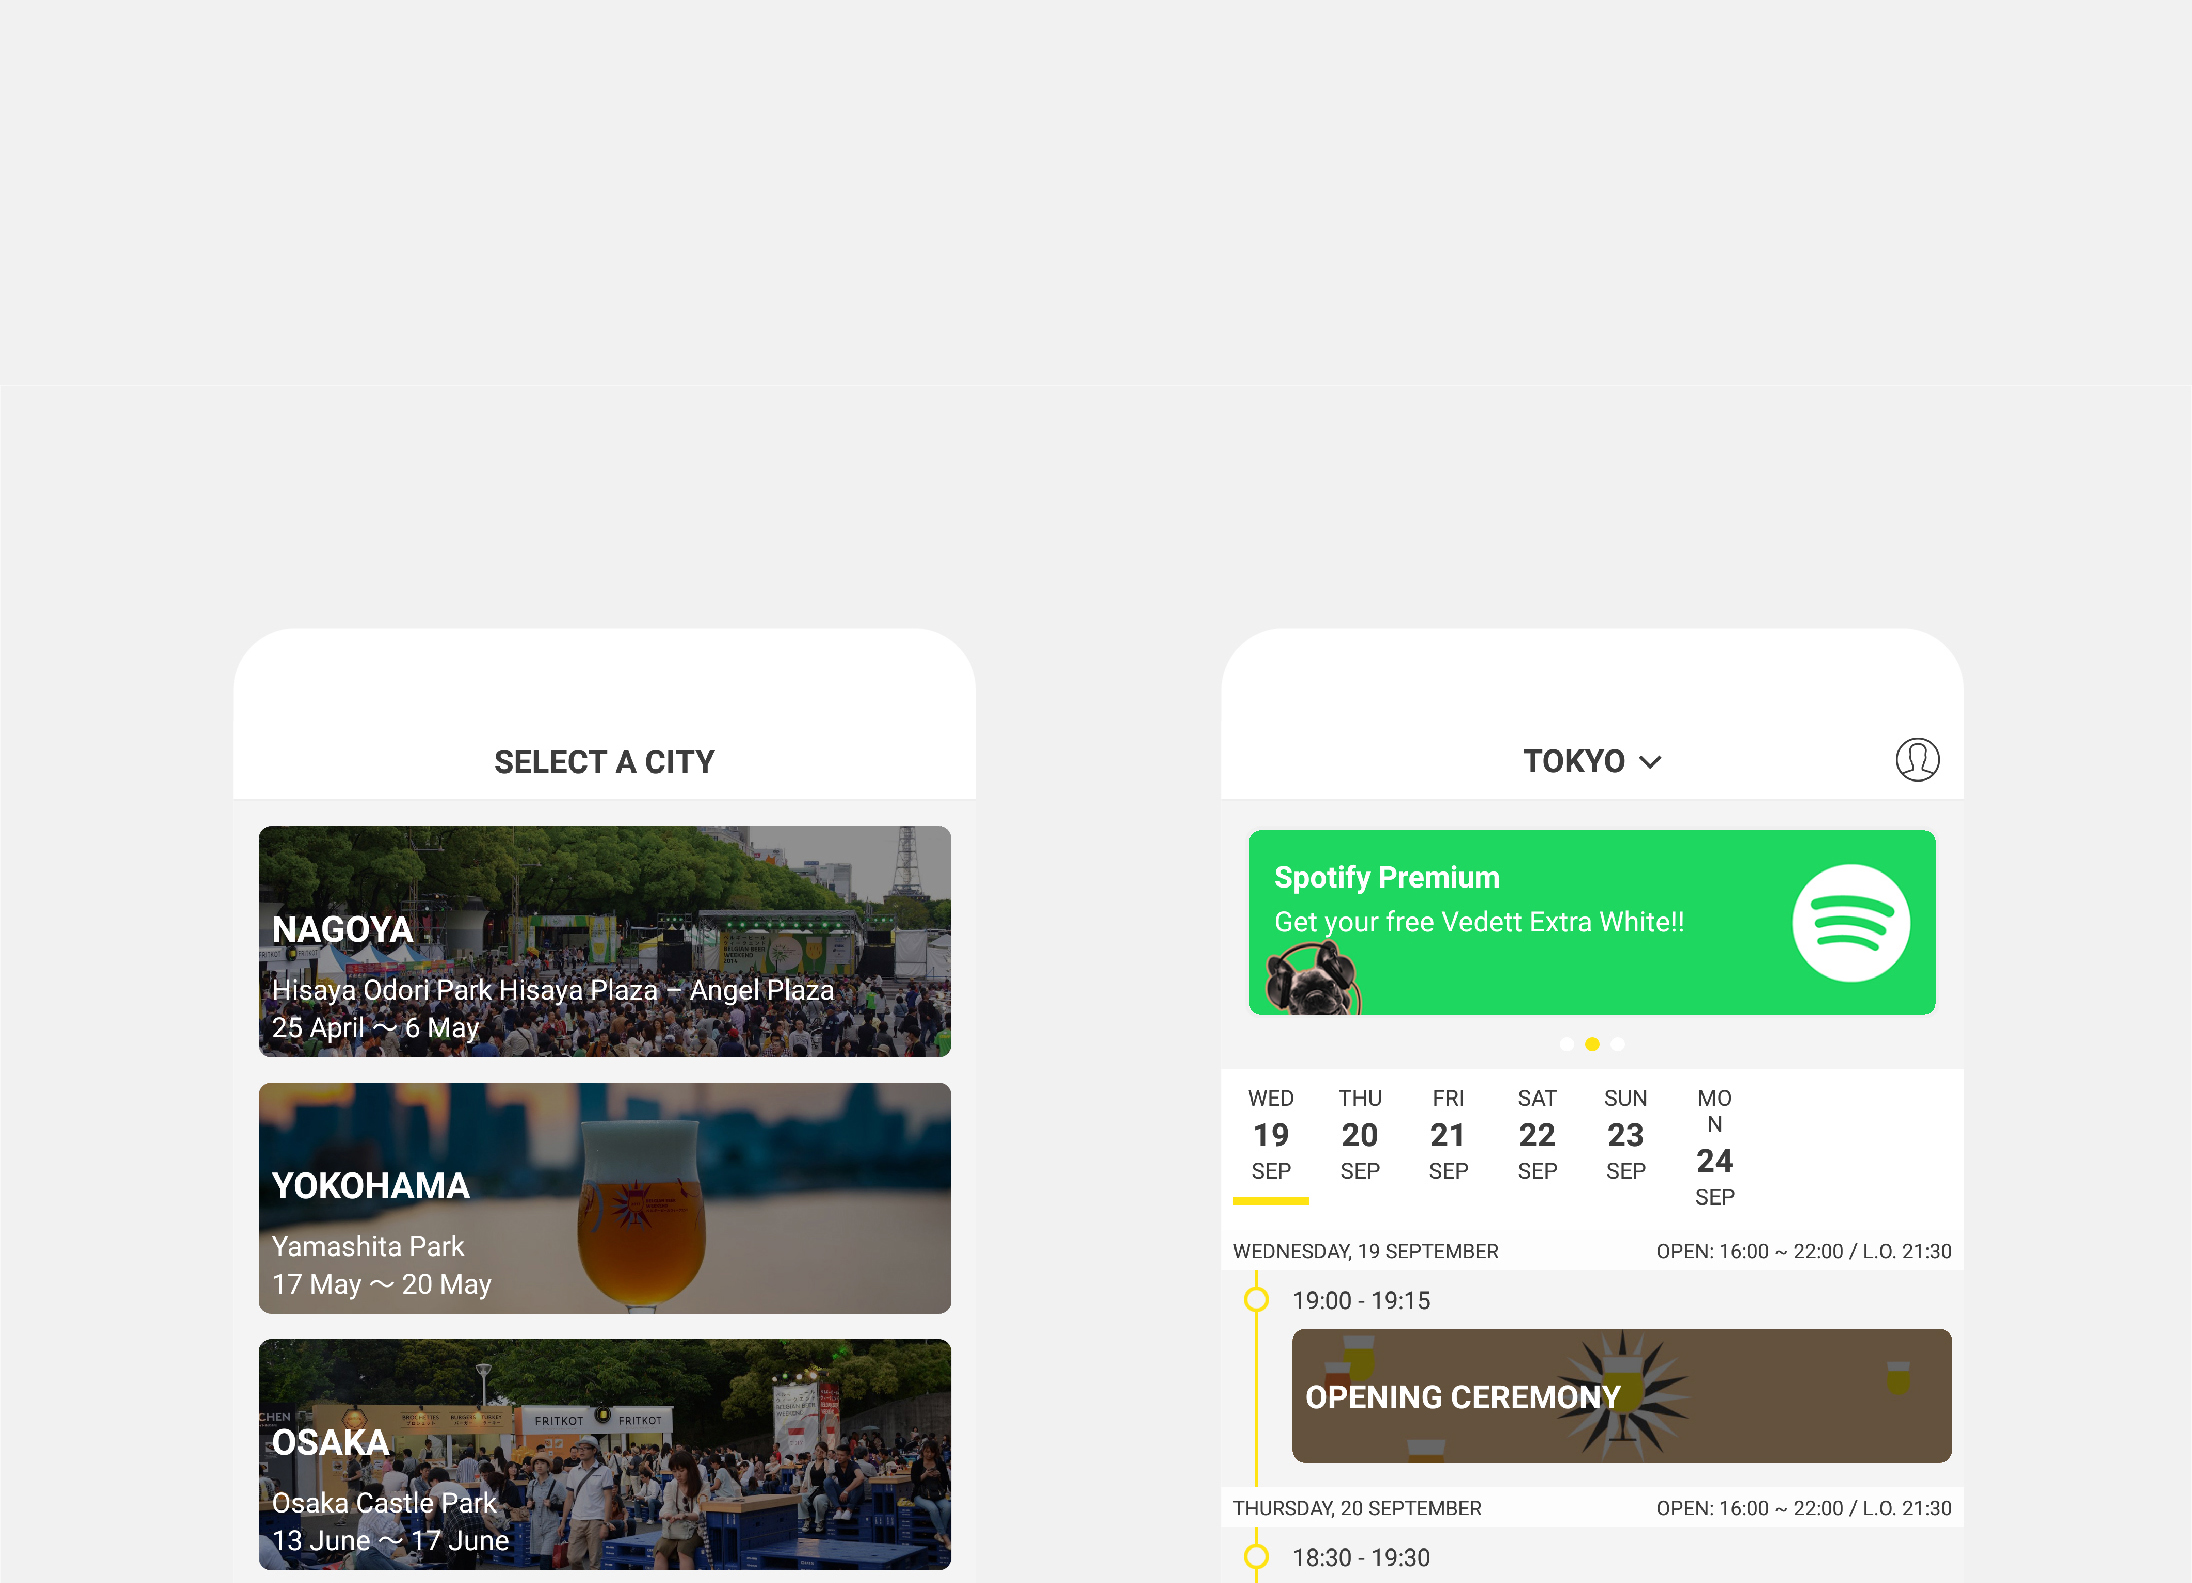 SELECT A CITY
NAGOYA
Hisaya Odori Park Hisaya Plaza – Angel Plaza
25 April ～ 6 May
YOKOHAMA
Yamashita Park
17 May ～ 20 May
FRITKOT FRITKOT
OSAKA
Osaka Castle Park
13 June ～ 17 June
TOKYO
Spotify Premium
Get your free Vedett Extra White!!
WED THU FRI SAT SUN MO
N
19 20 21 22 23 24
SEP SEP SEP SEP SEP SEP
WEDNESDAY, 19 SEPTEMBER OPEN: 16:00 ~ 22:00 / L.O. 21:30
19:00 - 19:15
OPENING CEREMONY
THURSDAY, 20 SEPTEMBER OPEN: 16:00 ~ 22:00 / L.O. 21:30
18:30 - 19:30